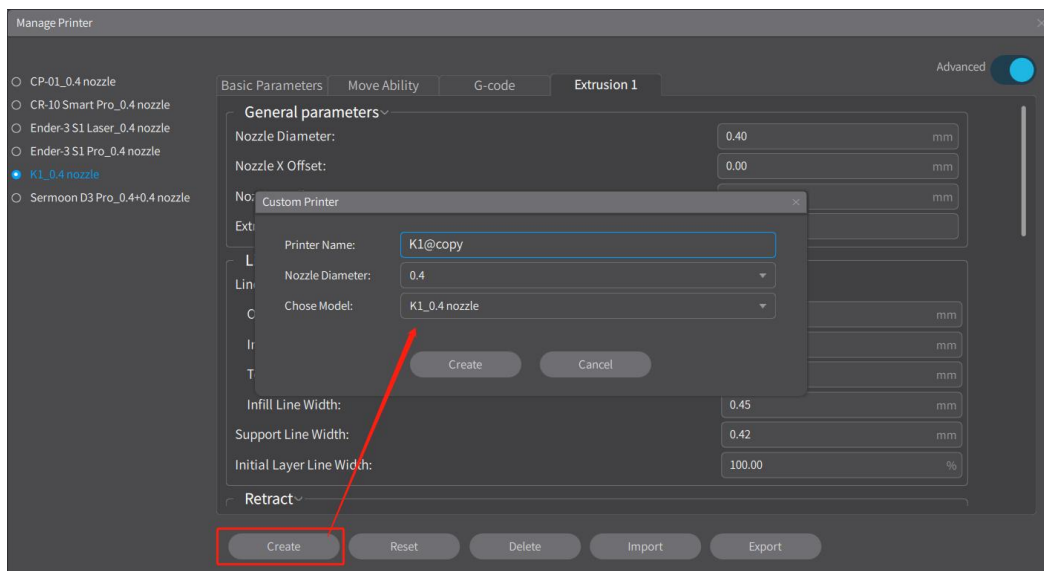 Manage Printer
Advanced
CP-01_0.4 nozzle
CR-10 Smart Pro_0.4 nozzle
Ender-3 S1 Laser_0.4 nozzle
Ender-3 S1 Pro_0.4 nozzle
K1_0.4 nozzle
Sermoon D3 Pro_0.4+0.4 nozzle
Basic Parameters Move Ability G-code Extrusion 1
General parameters
Nozzle Diameter: 0.40 mm
Nozzle X Offset: 0.00 mm
mm
Custom Printer
Printer Name: K1@copy
Nozzle Diameter: 0.4
Chose Model: K1_0.4 nozzle
Create Cancel
mm
mm
mm
Infill Line Width: 0.45 mm
Support Line Width: 0.42 mm
Initial Layer Line Width: 100.00 %
Retract
Create Reset Delete Import Export